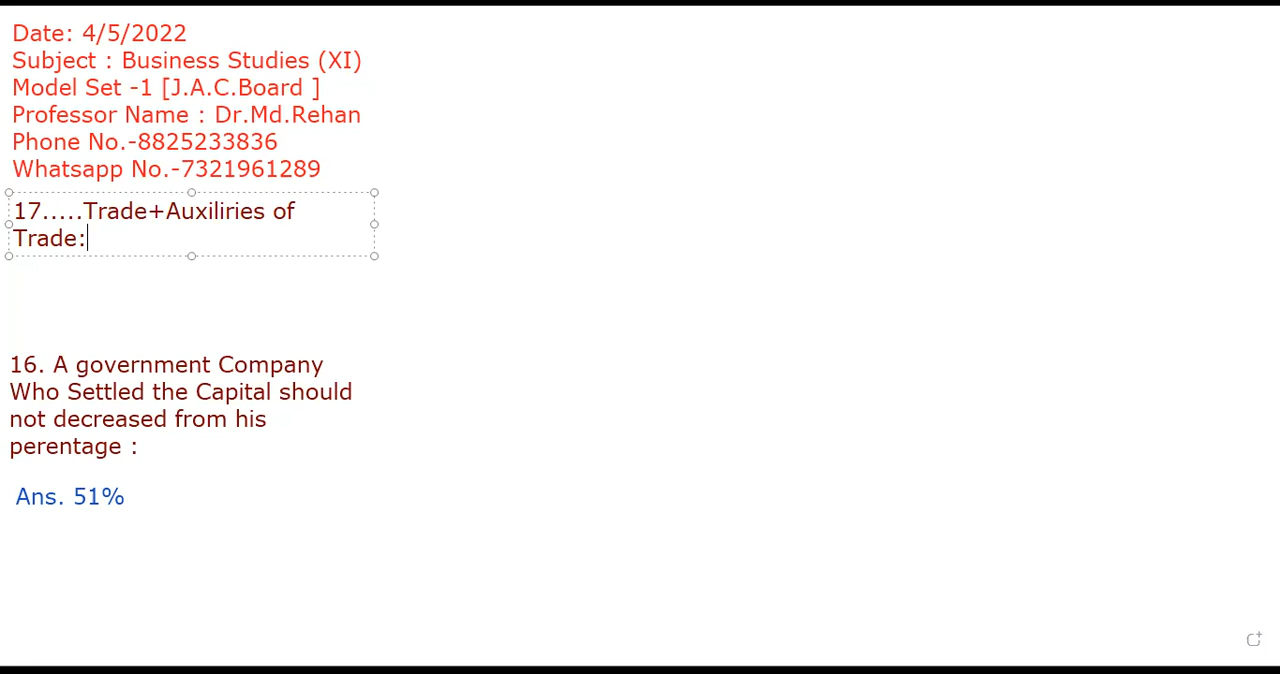 Date: 4/5/2022
Subject : Business Studies (XI)
Model Set -1 [J.A.C.Board ]
Professor Name : Dr.Md.Rehan
Phone No.-8825233836
Whatsapp No.-7321961289
17.....Trade+Auxiliries of
Trade:
16. A government Company
Who Settled the Capital should
not decreased from his
perentage :
Ans. 51%